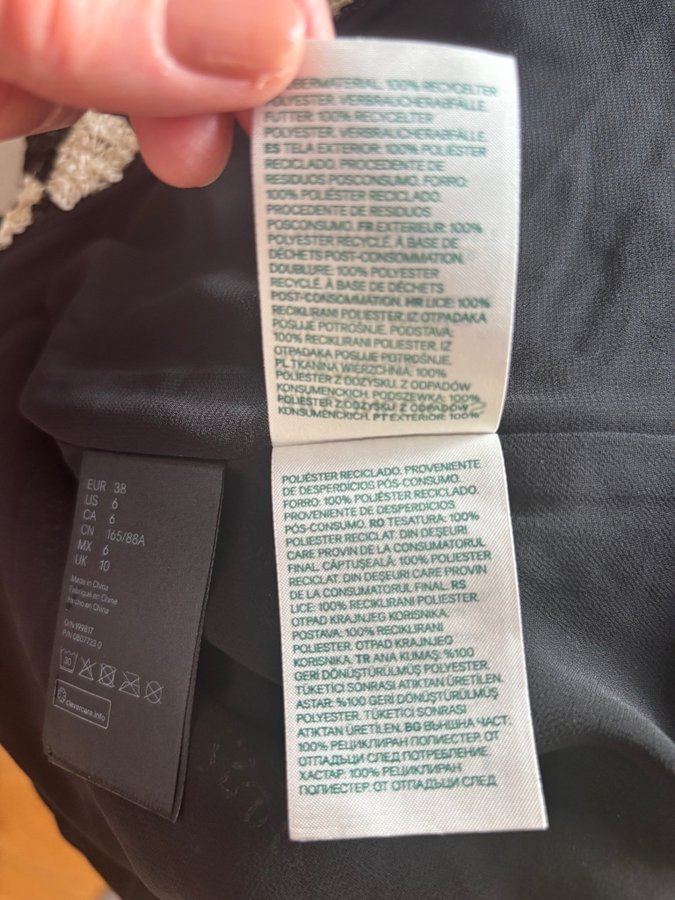 OBERMATERIAL: 100% RECYCELTER
POLYESTER. VERBRAUCHERABFÄLLE.
FUTTER: 100% RECYCELTER
POLYESTER. VERBRAUCHERABFÄLLE.
ES TELA EXTERIOR: 100% POLIÉSTER
RECICLADO. PROCEDENTE DE
RESIDUOS POSCONSUMO. FORRO:
100% POLIÉSTER RECICLADO.
PROCEDENTE DE RESIDUOS
POSCONSUMO. FR EXTERIEUR: 100%
POLYESTER RECYCLÉ. À BASE DE
DÉCHETS POST-CONSOMMATION.
DOUBLURE: 100% POLYESTER
RECYCLÉ. À BASE DE DÉCHETS
POST-CONSOMMATION. HR LICE: 100%
RECIKLIRANI POLIESTER. IZ OTPADAKA
POSLIJE POTROŠNJE. PODSTAVA:
100% RECIKLIRANI POLIESTER. IZ
OTPADAKA POSLIJE POTROŠNJE.
PL TKANINA WIERZCHNIA: 100%
POLIESTER Z ODZYSKU. Z ODPADÓW
KONSUMENCKICH. PODSZEWKA: 100%
POLIESTER Z ODZYSKU. Z ODPADÓW
KONSUMENCKICH. PT EXTERIOR: 100%
POLIÉSTER RECICLADO. PROVENIENTE
DE DESPERDÍCIOS PÓS-CONSUMO.
FORRO: 100% POLIÉSTER RECICLADO.
PROVENIENTE DE DESPERDÍCIOS
PÓS-CONSUMO. RO TESATURA: 100%
POLIESTER RECICLAT. DIN DEȘEURI
CARE PROVIN DE LA CONSUMATORUL
FINAL. CĂPTUȘEALĂ: 100% POLIESTER
RECICLAT. DIN DEȘEURI CARE PROVIN
DE LA CONSUMATORUL FINAL. RS
LICE: 100% RECIKLIRANI POLIESTER.
OTPAD KRAJNJEG KORISNIKA.
POSTAVA: 100% RECIKLIRANI
POLIESTER. OTPAD KRAJNJEG
KORISNIKA. TR ANA KUMAŞ: %100
GERİ DÖNÜŞTÜRÜLMÜŞ POLYESTER.
TÜKETİCİ SONRASI ATIKTAN ÜRETİLEN.
ASTAR: %100 GERİ DÖNÜŞTÜRÜLMÜŞ
POLYESTER. TÜKETİCİ SONRASI
ATIKTAN ÜRETİLEN. BG ВЪНШНА ЧАСТ:
100% РЕЦИКЛИРАН ПОЛИЕСТЕР. ОТ
ОТПАДЪЦИ СЛЕД ПОТРЕБЛЕНИЕ.
ХАСТАР: 100% РЕЦИКЛИРАН
ПОЛИЕСТЕР. ОТ ОТПАДЪЦИ СЛЕД
EUR 38
US 6
CA 6
CN 165/88A
MX 6
UK 10
Made in China
Fabriqué en Chine
Hecho en China
O/N 199817
P/N 0807723 0
30
clevercare.info